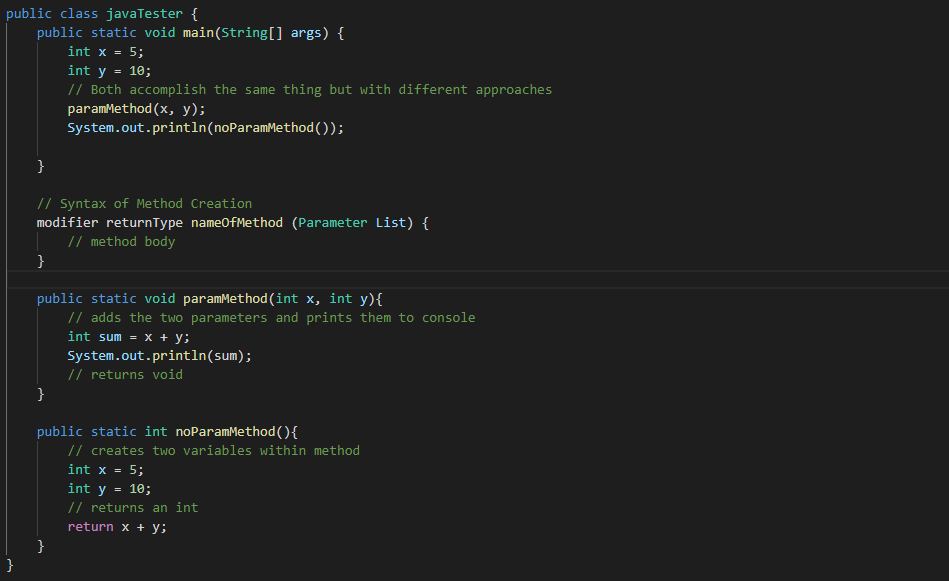 public class javaTester {
    public static void main(String[] args) {
        int x = 5;
        int y = 10;
        // Both accomplish the same thing but with different approaches
        paramMethod(x, y);
        System.out.println(noParamMethod());

    }

    // Syntax of Method Creation
    modifier returnType nameOfMethod (Parameter List) {
        // method body
    }

    public static void paramMethod(int x, int y){
        // adds the two parameters and prints them to console
        int sum = x + y;
        System.out.println(sum);
        // returns void
    }

    public static int noParamMethod(){
        // creates two variables within method
        int x = 5;
        int y = 10;
        // returns an int
        return x + y;
    }
}